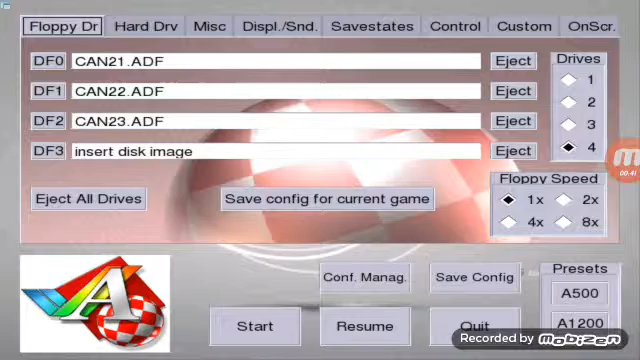 Floppy Dr Hard Drv Misc Displ./Snd. Savestates Control Custom OnScr.
DF0 CAN21.ADF Eject
DF1 CAN22.ADF Eject
DF2 CAN23.ADF Eject
DF3 insert disk image Eject
Drives
1
2
3
4
00:41
Eject All Drives Save config for current game
Floppy Speed
1x 2x
4x 8x
Conf. Manag. Save Config
Start Resume Quit
Presets
A500
A1200
Recorded by MOBIZEN